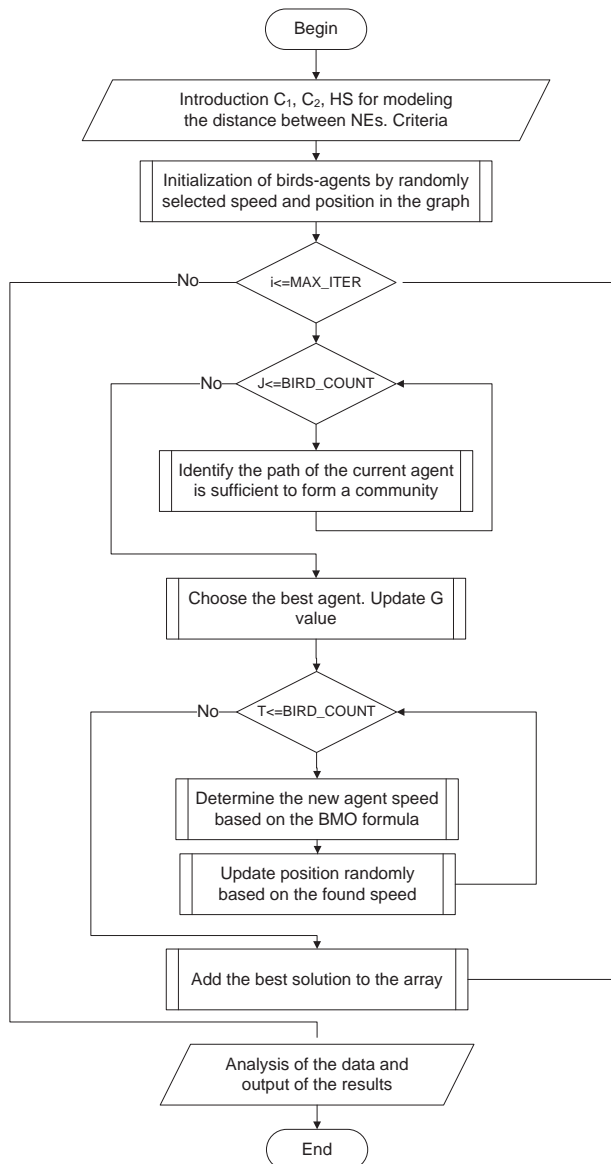 Begin
Introduction C₁, C₂, HS for modeling
the distance between NEs. Criteria
Initialization of birds-agents by randomly
selected speed and position in the graph
No
i<=MAX_ITER
No
J<=BIRD_COUNT
Identify the path of the current agent
is sufficient to form a community
Choose the best agent. Update G
value
No
T<=BIRD_COUNT
Determine the new agent speed
based on the BMO formula
Update position randomly
based on the found speed
Add the best solution to the array
Analysis of the data and
output of the results
End